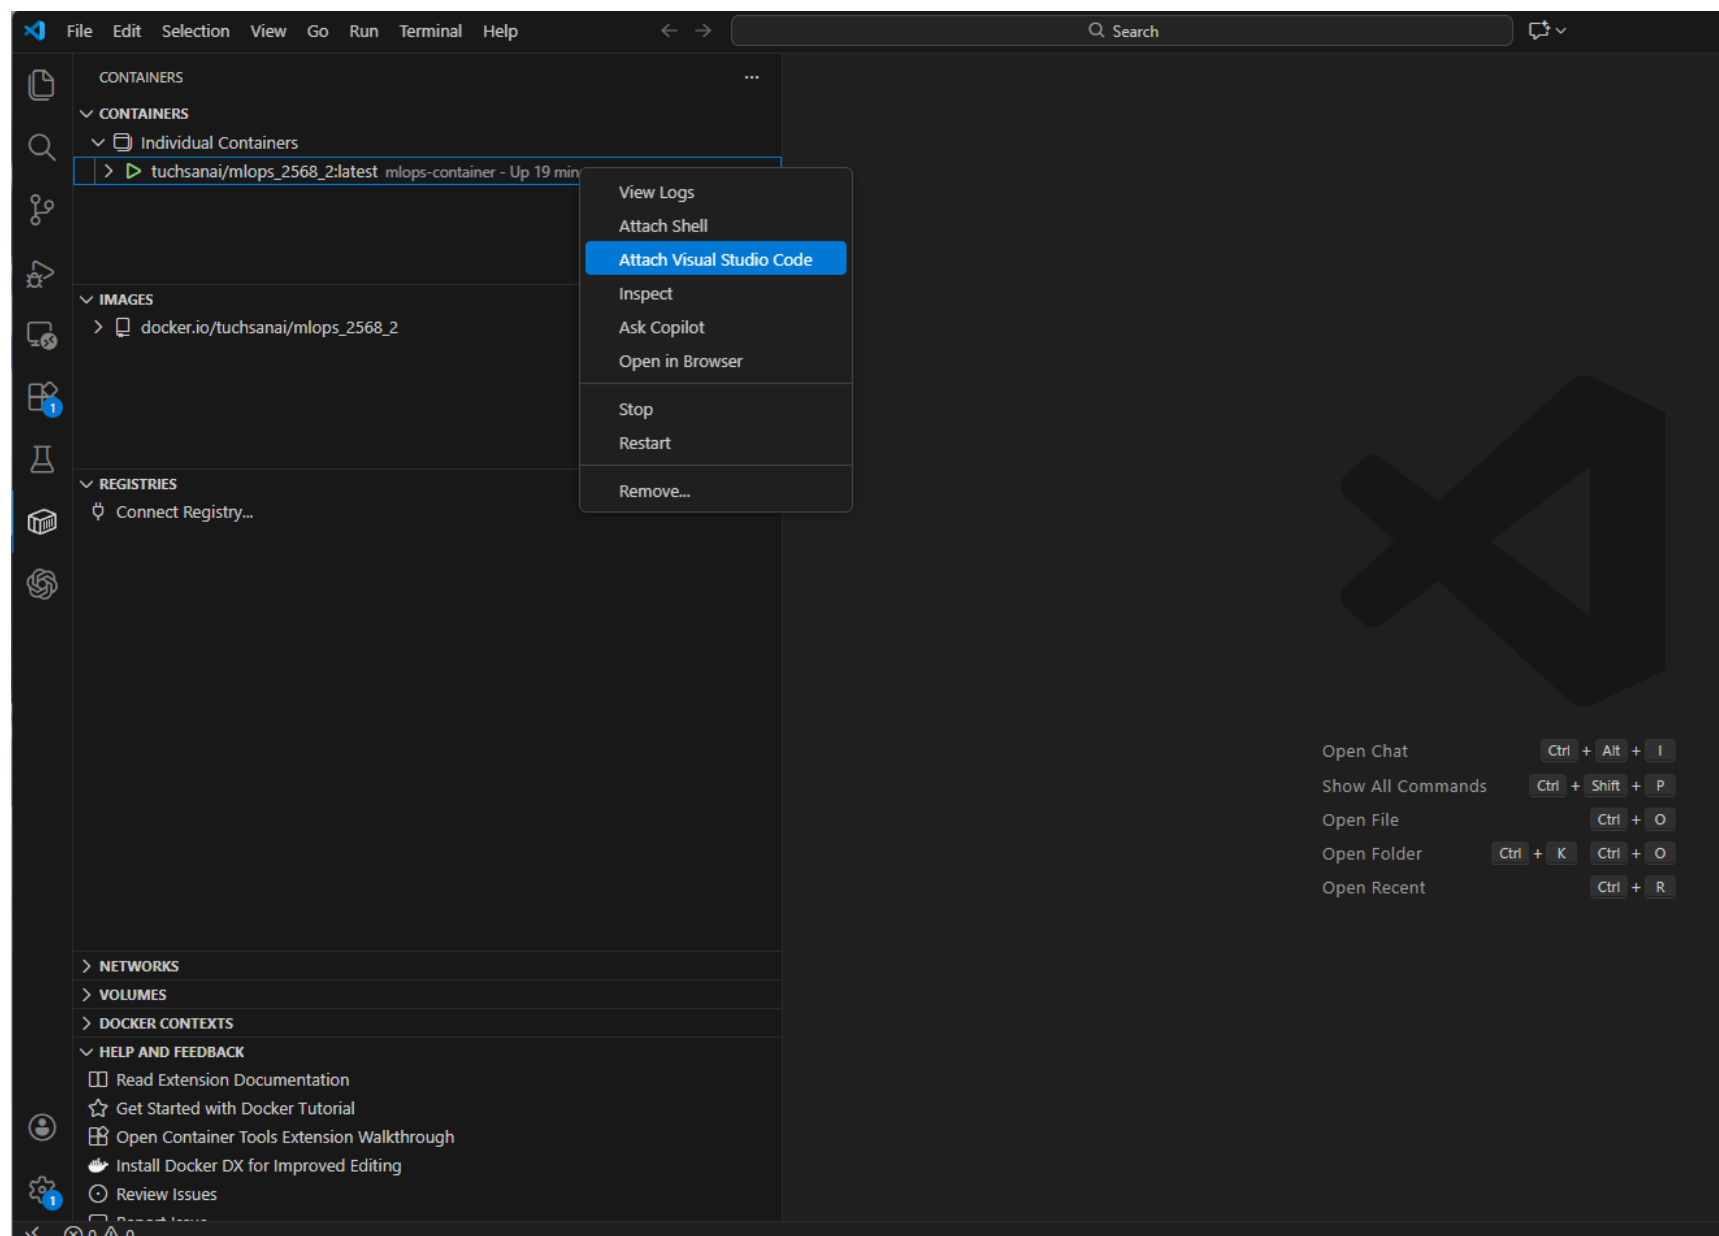 File Edit Selection View Go Run Terminal Help
Search
CONTAINERS
CONTAINERS
Individual Containers
tuchsanai/mlops_2568_2:latest mlops-container - Up 19
View Logs
Attach Shell
Attach Visual Studio Code
Inspect
Ask Copilot
Open in Browser
Stop
Restart
Remove...
IMAGES
docker.io/tuchsanai/mlops_2568_2
1
REGISTRIES
Connect Registry...
Open Chat Ctrl + Alt + I
Show All Commands Ctrl + Shift + P
Open File Ctrl + O
Open Folder Ctrl + K Ctrl + O
Open Recent Ctrl + R
NETWORKS
VOLUMES
DOCKER CONTEXTS
HELP AND FEEDBACK
Read Extension Documentation
Get Started with Docker Tutorial
Open Container Tools Extension Walkthrough
Install Docker DX for Improved Editing
Review Issues
1
0 0